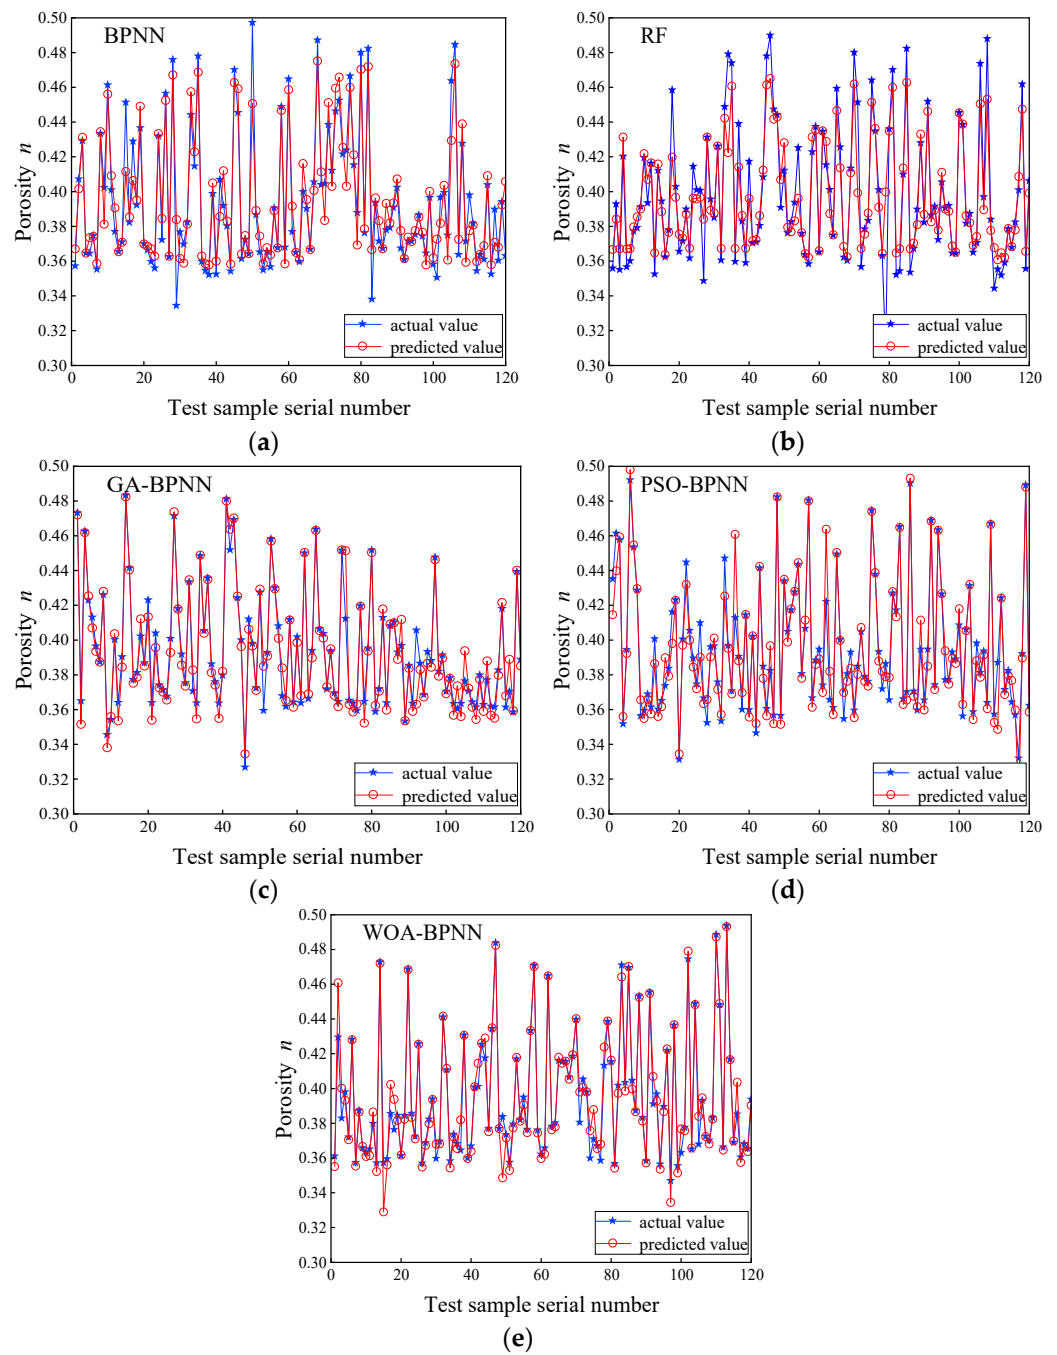 BPNN
0.50
0.48
0.46
0.44
0.42
0.40
0.38
0.36
0.34
0.32
0.30
Porosity n
actual value
predicted value
0 20 40 60 80 100 120
Test sample serial number
(a)
RF
0.50
0.48
0.46
0.44
0.42
0.40
0.38
0.36
0.34
0.32
0.30
Porosity n
actual value
predicted value
0 20 40 60 80 100 120
Test sample serial number
(b)
GA-BPNN
0.50
0.48
0.46
0.44
0.42
0.40
0.38
0.36
0.34
0.32
0.30
Porosity n
actual value
predicted value
0 20 40 60 80 100 120
Test sample serial number
(c)
PSO-BPNN
0.50
0.48
0.46
0.44
0.42
0.40
0.38
0.36
0.34
0.32
0.30
Porosity n
actual value
predicted value
0 20 40 60 80 100 120
Test sample serial number
(d)
WOA-BPNN
0.50
0.48
0.46
0.44
0.42
0.40
0.38
0.36
0.34
0.32
0.30
Porosity n
actual value
predicted value
0 20 40 60 80 100 120
Test sample serial number
(e)